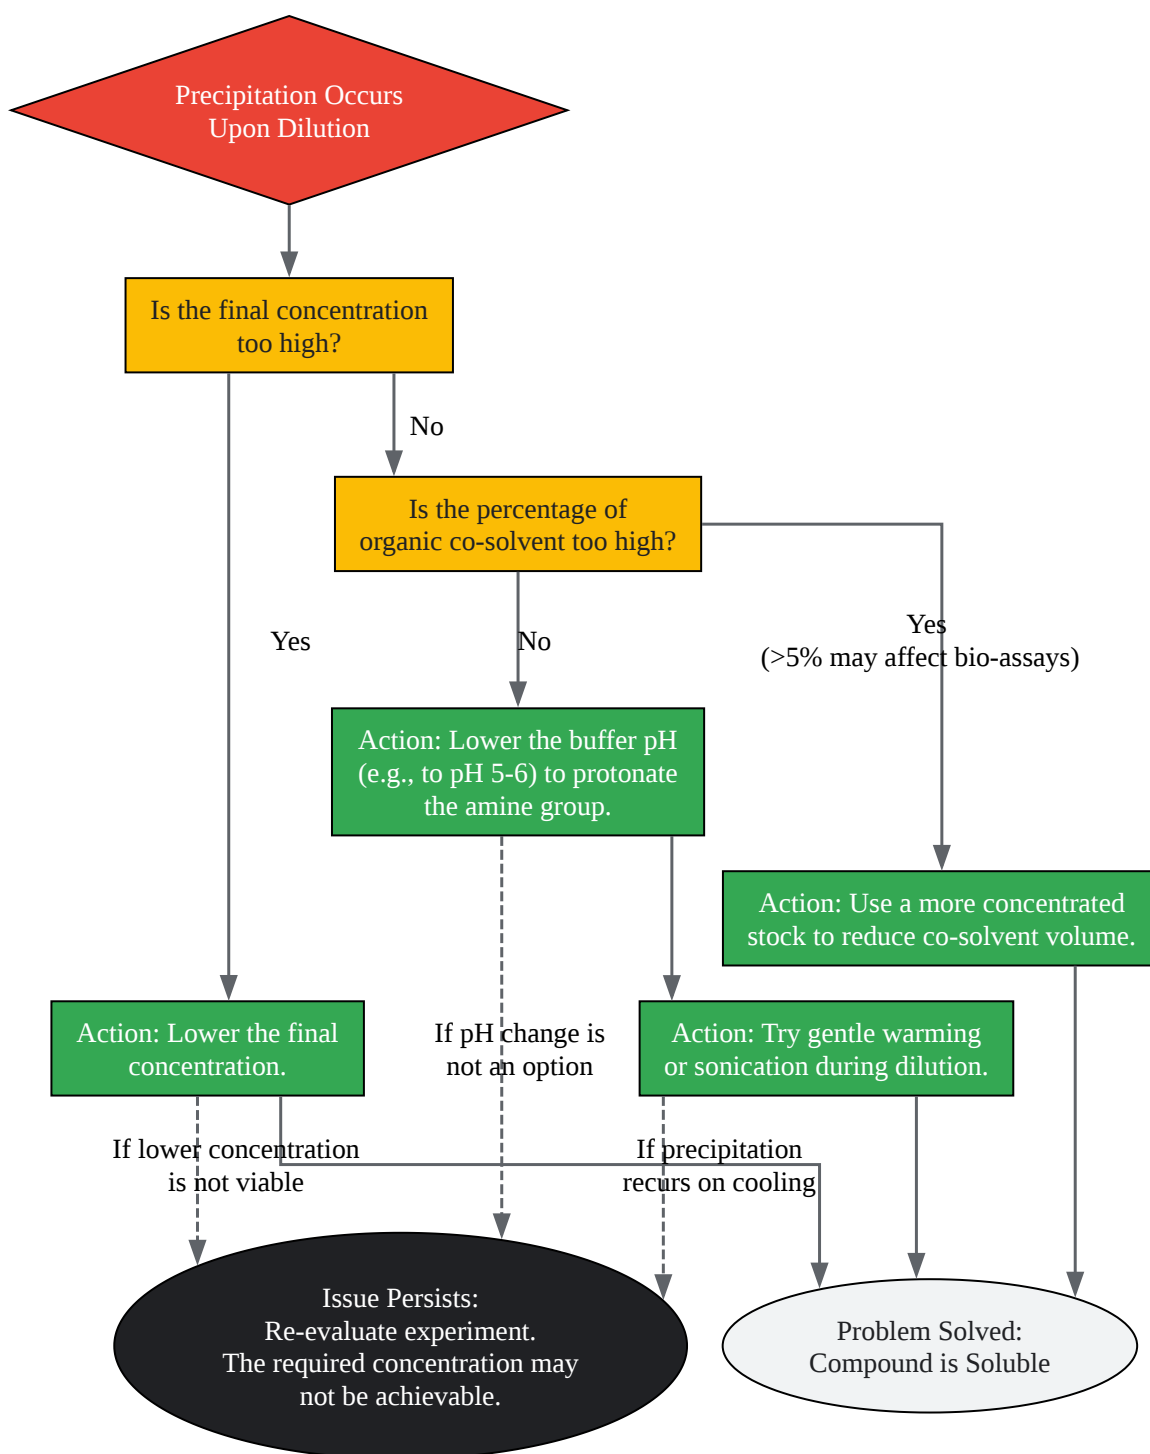 Precipitation Occurs
Upon Dilution
Is the final concentration
too high?
No
Is the percentage of
organic co-solvent too high?
Yes
No
Yes
(>5% may affect bio-assays)
Action: Lower the buffer pH
(e.g., to pH 5-6) to protonate
the amine group.
Action: Use a more concentrated
stock to reduce co-solvent volume.
Action: Lower the final
concentration.
If pH change is
not an option
Action: Try gentle warming
or sonication during dilution.
If lower concentration
is not viable
If precipitation
recurs on cooling
Issue Persists:
Re-evaluate experiment.
The required concentration may
not be achievable.
Problem Solved:
Compound is Soluble